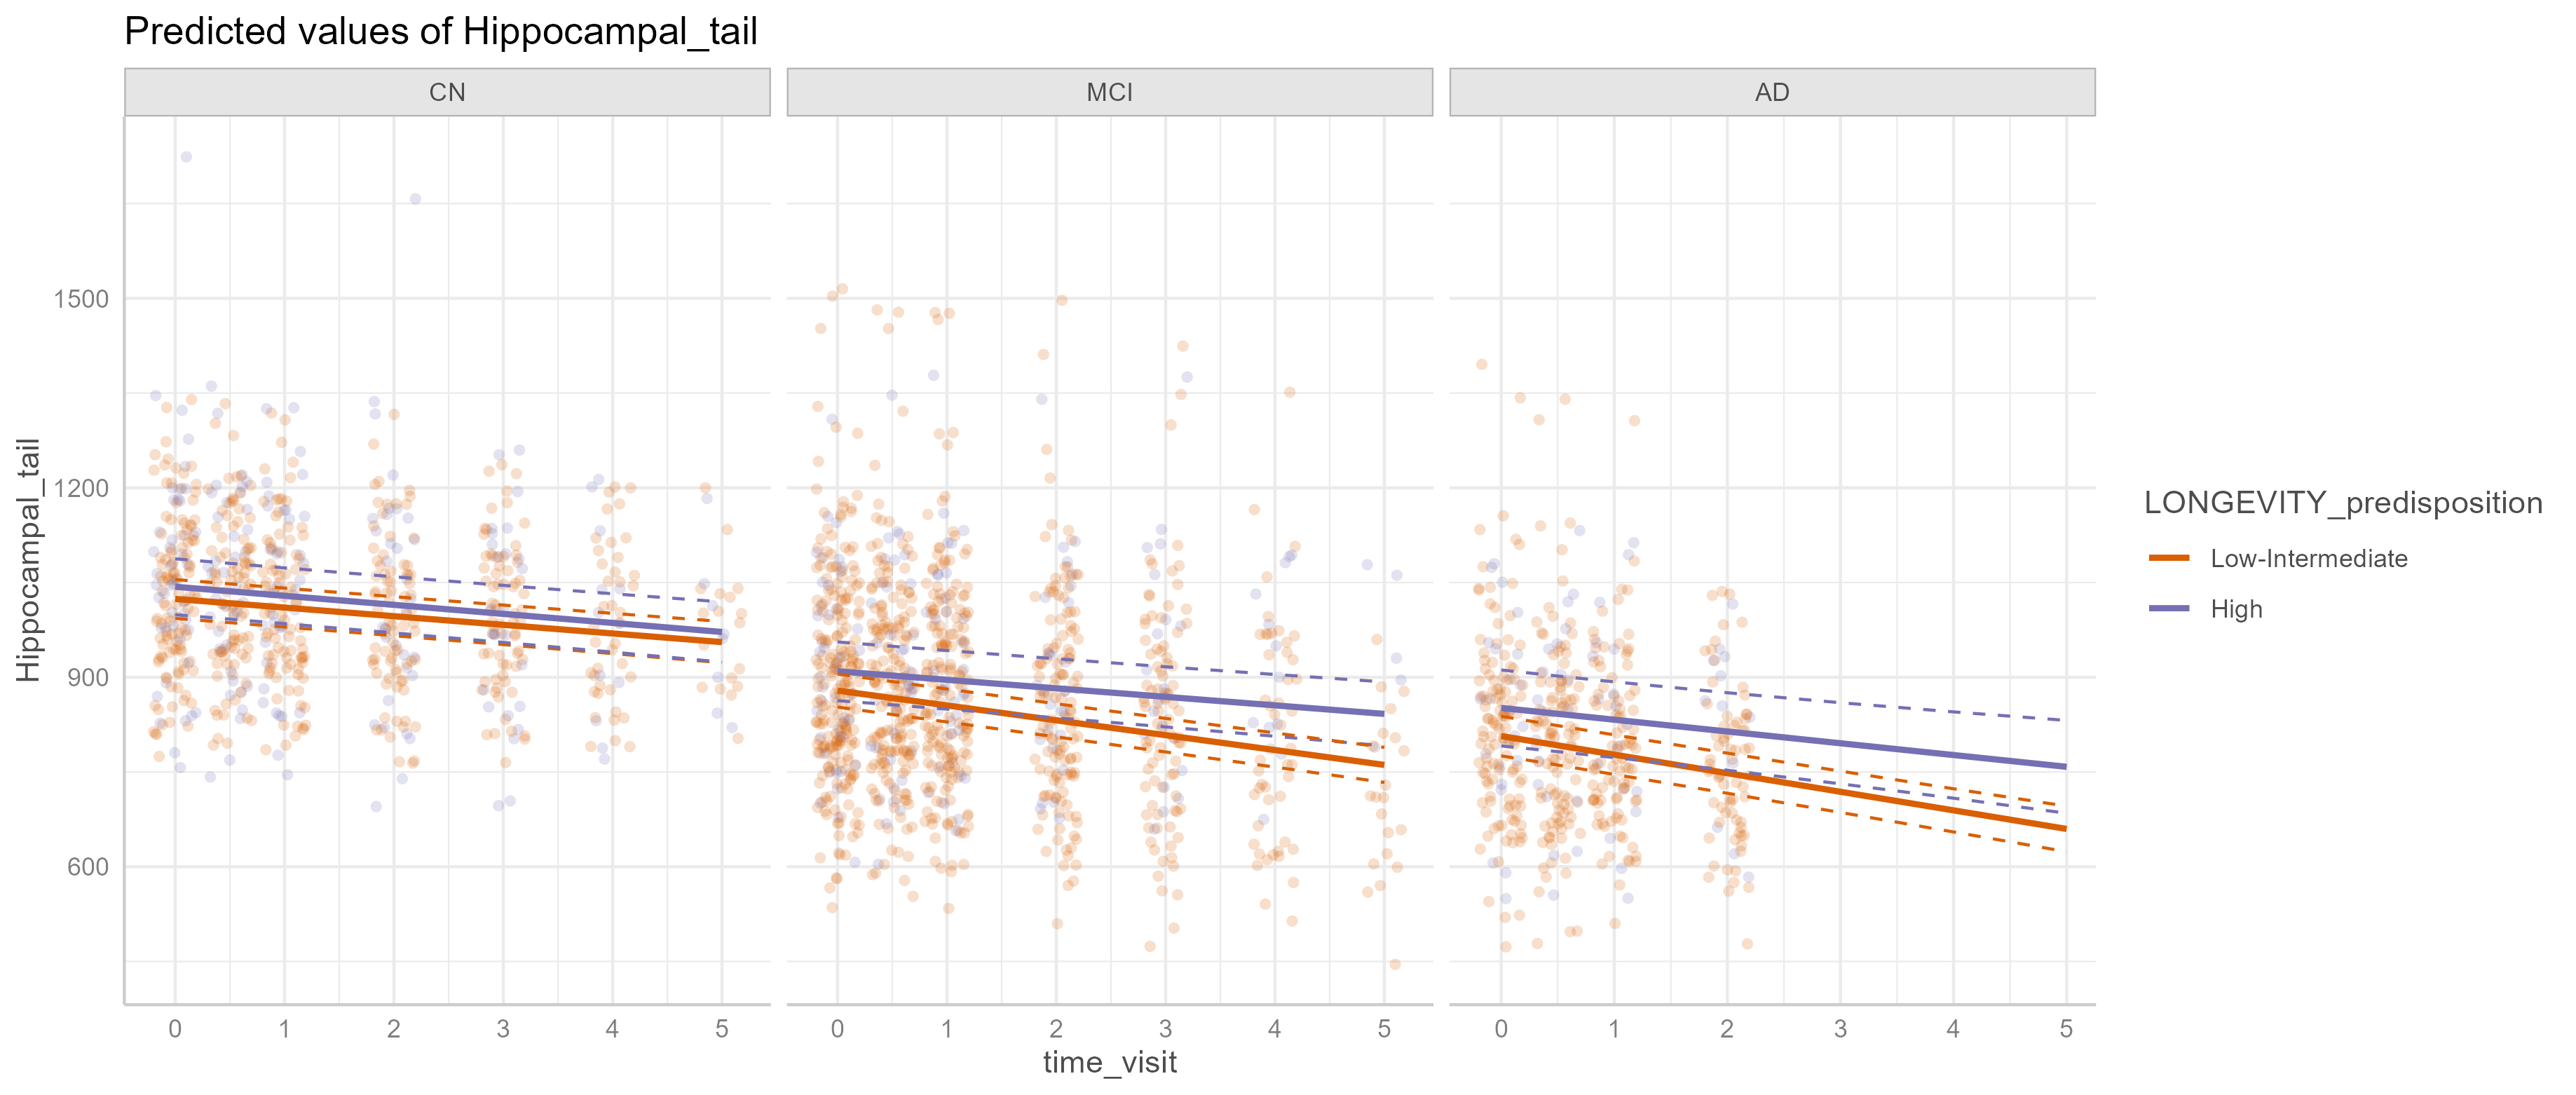 Predicted values of Hippocampal_tail
CN
MCI
AD
Hippocampal_tail
1500
1200
900
600
0 1 2 3 4 5
0 1 2 3 4 5
0 1 2 3 4 5
time_visit
LONGEVITY_predisposition
Low-Intermediate
High